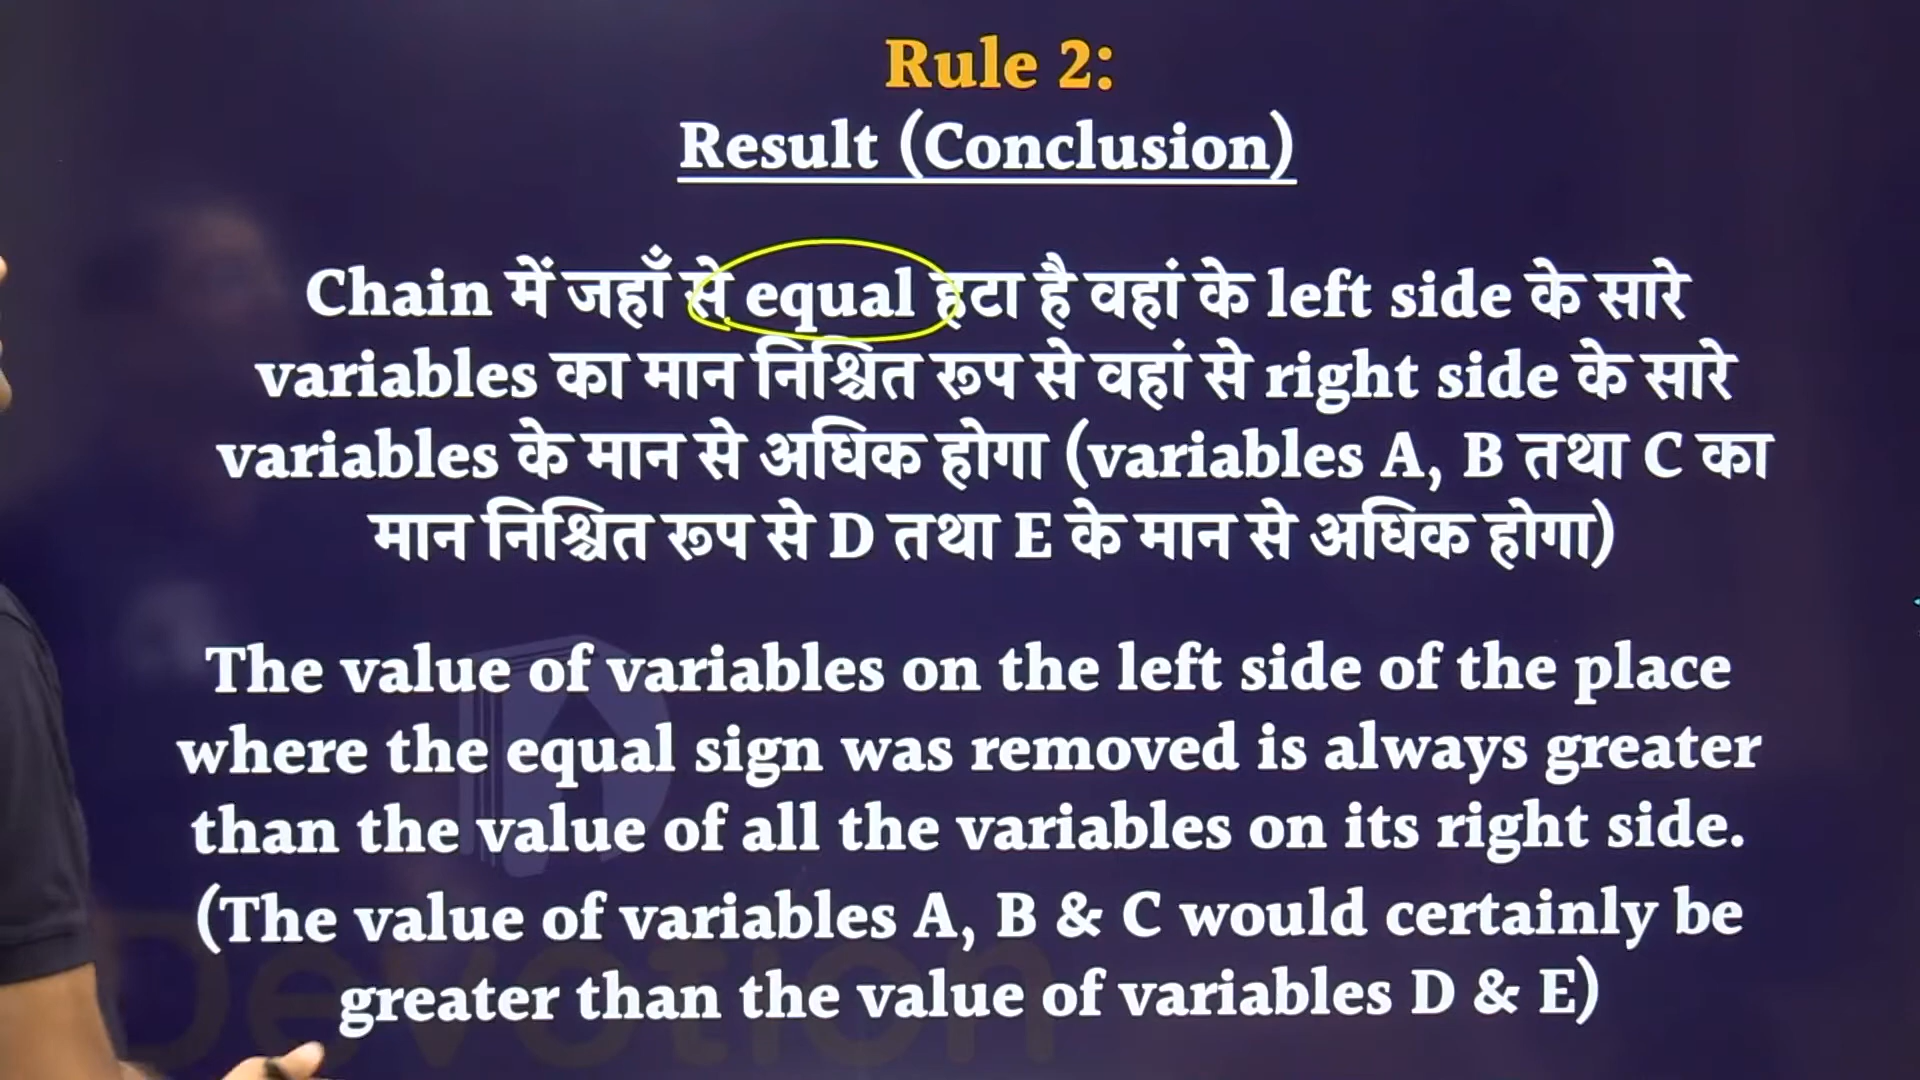 Rule 2:
Result (Conclusion)
Chain में जहाँ से equal हटा है वहां के left side के सारे
variables का मान निश्चित रूप से वहां से right side के सारे
variables के मान से अधिक होगा (variables A, B तथा C का
मान निश्चित रूप से D तथा E के मान से अधिक होगा)
The value of variables on the left side of the place
where the equal sign was removed is always greater
than the value of all the variables on its right side.
(The value of variables A, B & C would certainly be
greater than the value of variables D & E)
Devotion